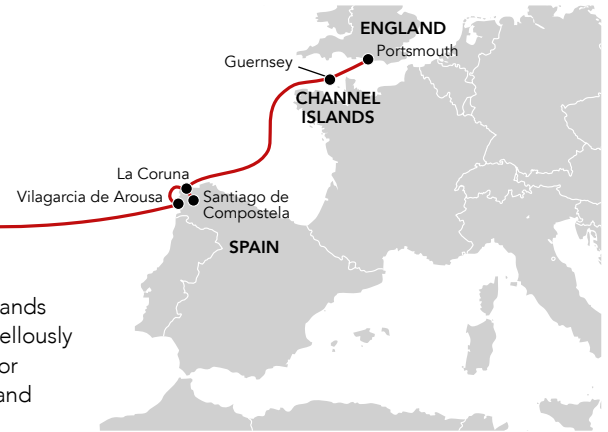 ENGLAND
Portsmouth
Guernsey
CHANNEL
ISLANDS
La Coruna
Vilagarcia de Arousa
Santiago de
Compostela
SPAIN
ands
ellously
or
and